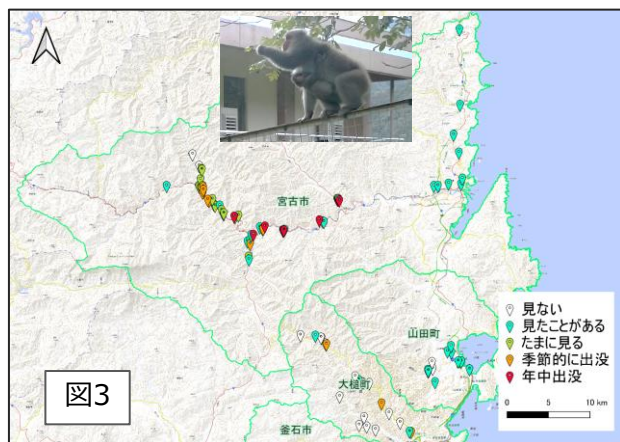 宮古市
山田町
大槌町
釜石市
見ない
見たことがある
たまに見る
季節的に出没
年中出没
0 5 10 km
図3